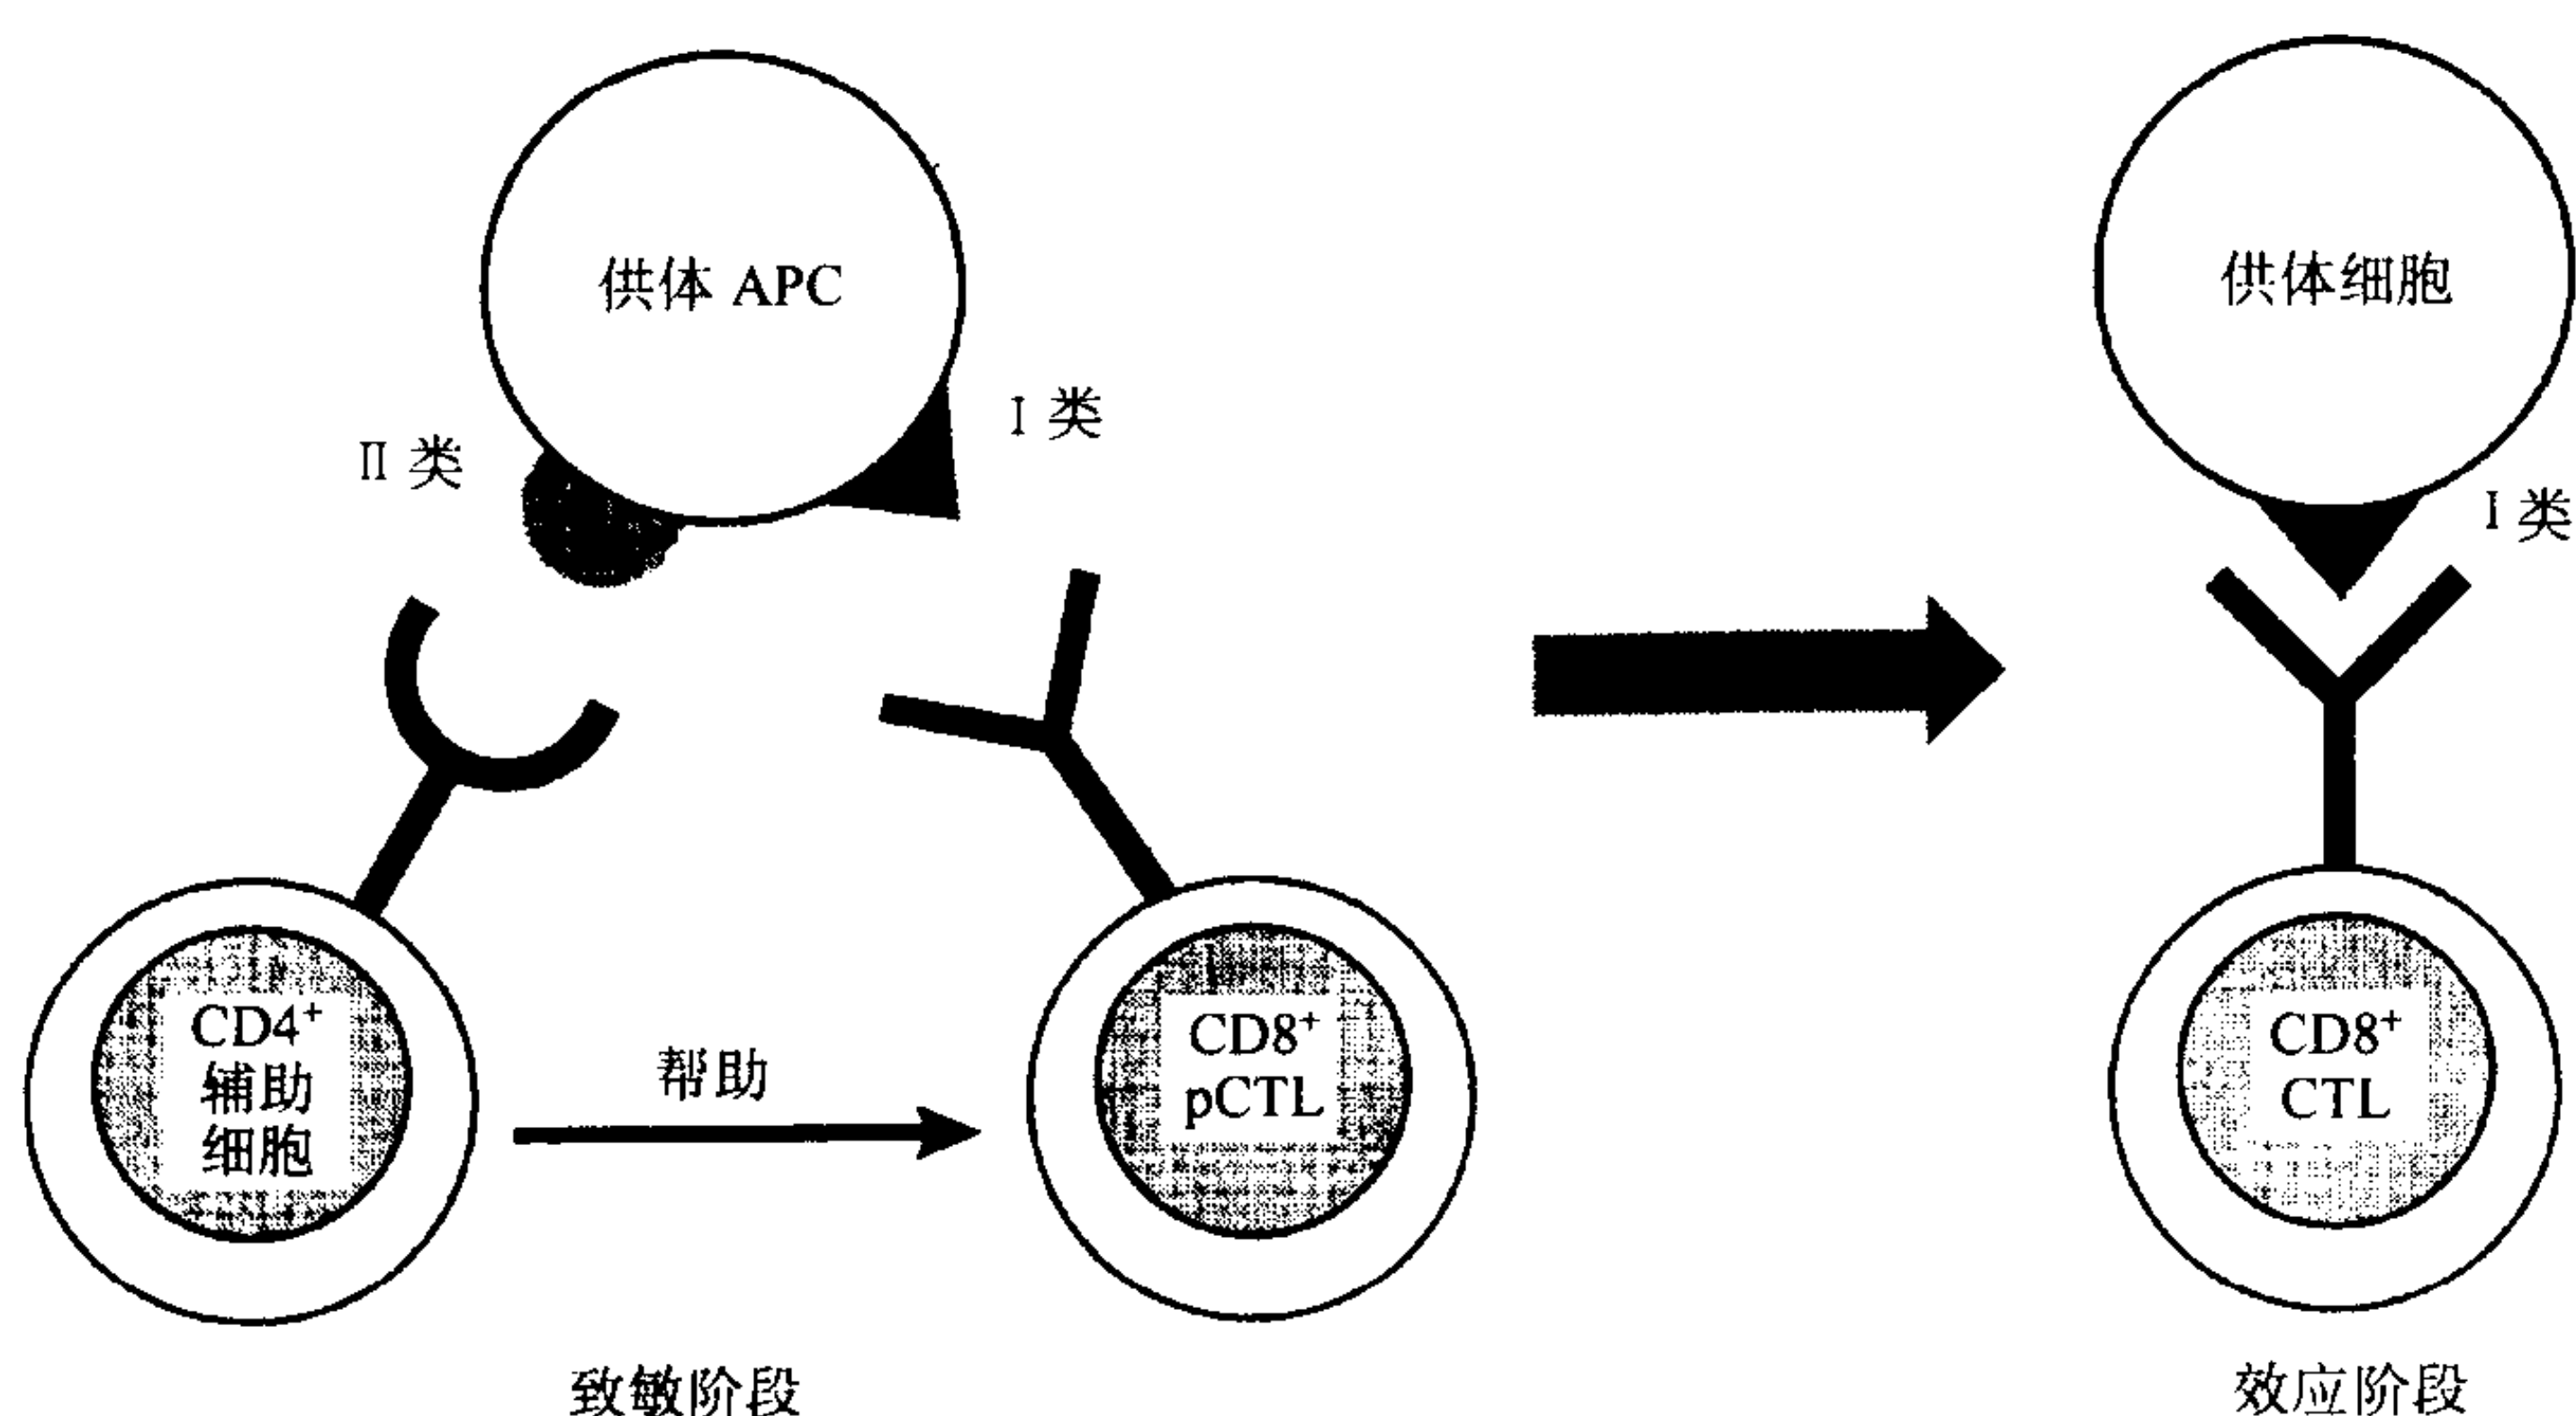 供体 APC
供体细胞
I 类
II 类
I 类
CD4⁺
辅助
细胞
帮助
CD8⁺
pCTL
CD8⁺
CTL
致敏阶段
效应阶段